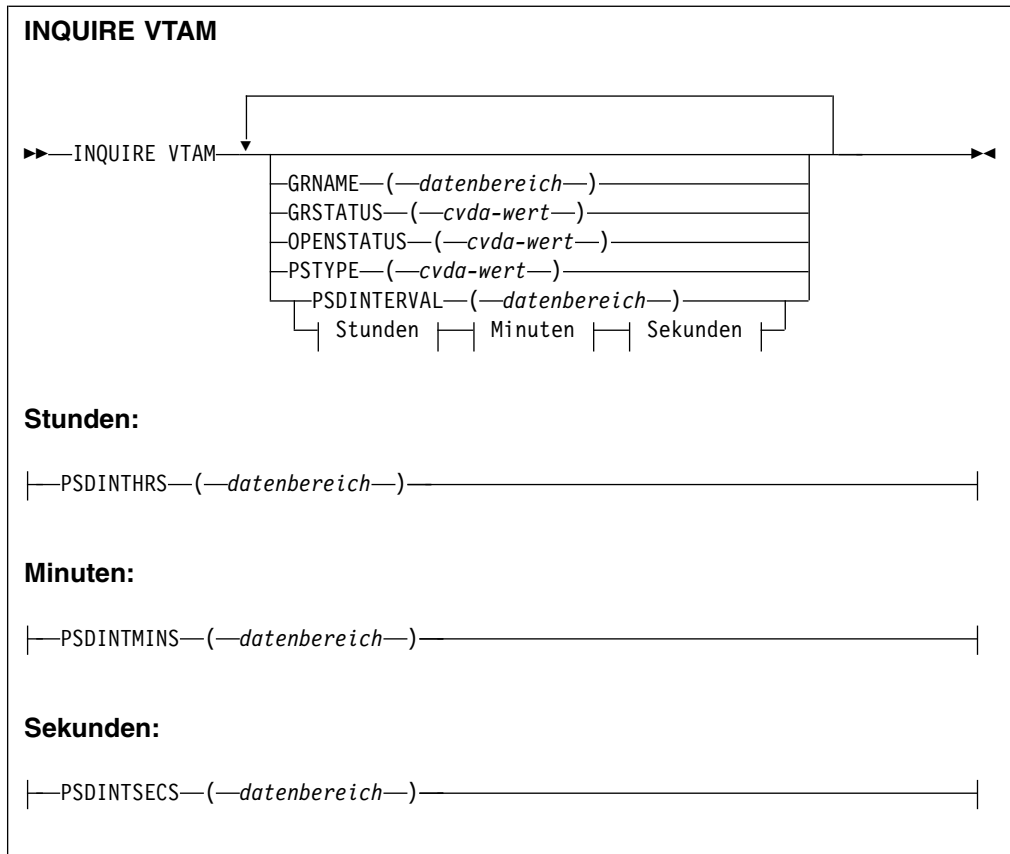 INQUIRE VTAM
INQUIRE VTAM
GRNAME ( datenbereich )
GRSTATUS ( cvda-wert )
OPENSTATUS ( cvda-wert )
PSTYPE ( cvda-wert )
PSDINTERVAL ( datenbereich )
Stunden Minuten Sekunden
Stunden:
PSDINTHRS ( datenbereich )
Minuten:
PSDINTMINS ( datenbereich )
Sekunden:
PSDINTSECS ( datenbereich )